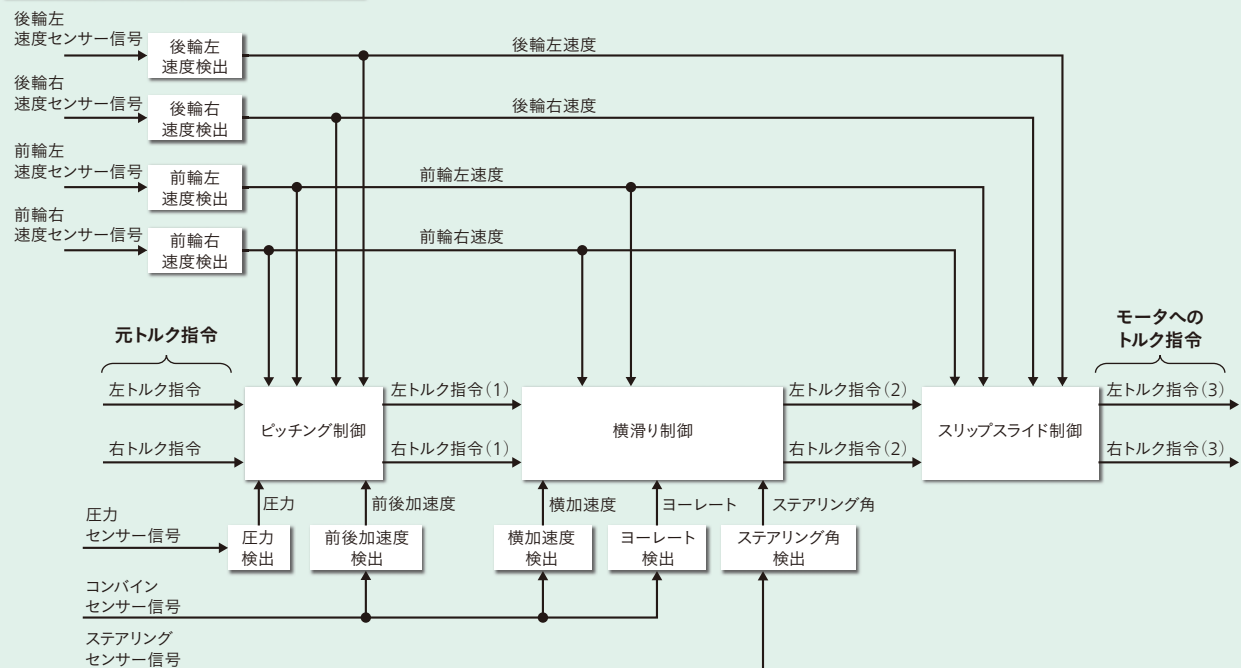 後輪左
速度センサー信号
後輪左
速度検出
後輪左速度
後輪右
速度センサー信号
後輪右
速度検出
後輪右速度
前輪左
速度センサー信号
前輪左
速度検出
前輪左速度
前輪右
速度センサー信号
前輪右
速度検出
前輪右速度
元トルク指令
モータへの
トルク指令
左トルク指令
左トルク指令(1)
左トルク指令(2)
左トルク指令(3)
ピッチング制御
横滑り制御
スリップスライド制御
右トルク指令
右トルク指令(1)
右トルク指令(2)
右トルク指令(3)
圧力
前後加速度
横加速度
ヨーレート
ステアリング角
圧力
センサー信号
圧力
検出
前後加速度
検出
横加速度
検出
ヨーレート
検出
ステアリング角
検出
コンバイン
センサー信号
ステアリング
センサー信号